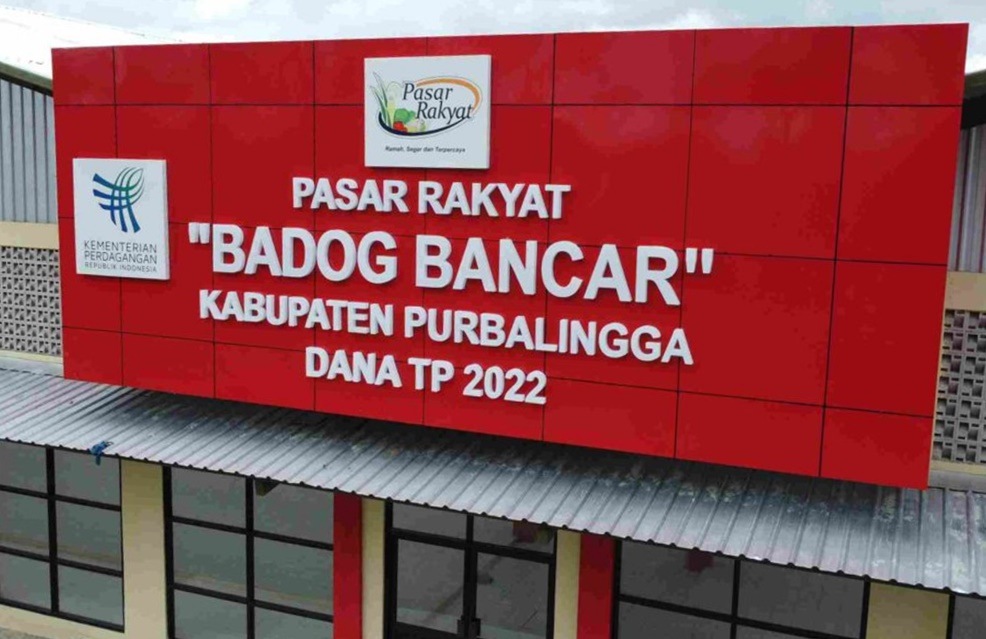 Pasar
Rakyat
Ramah, Segar dan Terpercaya
KEMENTERIAN
PERDAGANGAN
REPUBLIK INDONESIA
PASAR RAKYAT
"BADOG BANCAR"
KABUPATEN PURBALINGGA
DANA TP 2022